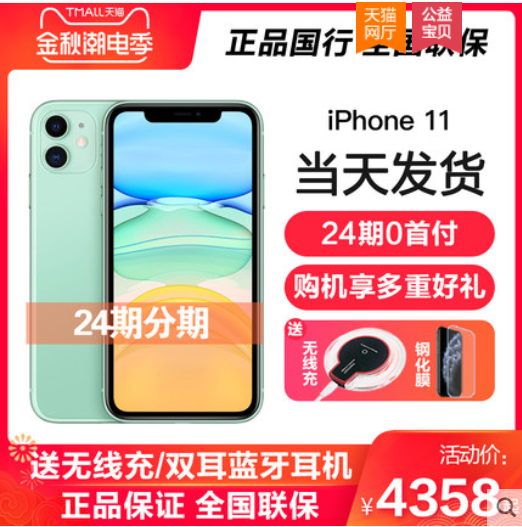 TMALL天猫
金秋潮电季
正品国行 全国联保
天猫
网厅
公益
宝贝
iPhone 11
当天发货
24期0首付
购机享多重好礼
24期分期
送
无线充
钢化膜
送无线充/双耳蓝牙耳机
正品保证 全国联保
活动价:
¥4358